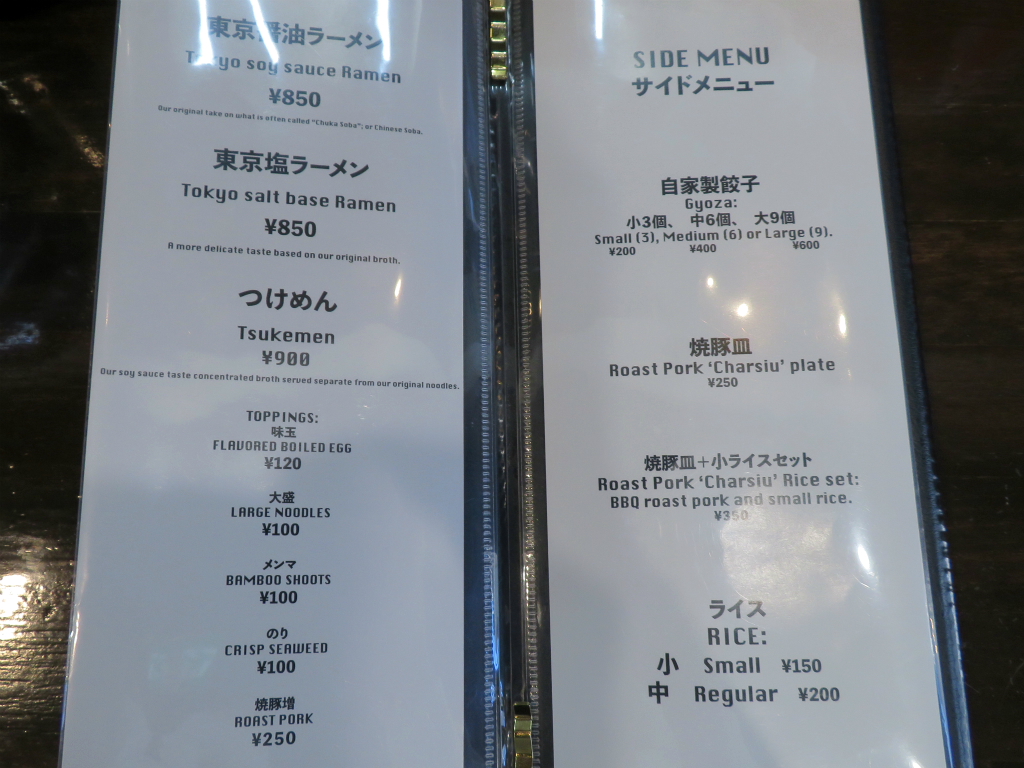 東京醤油ラーメン
Tokyo soy sauce Ramen
¥850
Our original take on what is often called "Chuka Soba"; or Chinese Soba.
東京塩ラーメン
Tokyo salt base Ramen
¥850
A more delicate taste based on our original broth.
つけめん
Tsukemen
¥900
Our soy sauce taste concentrated broth served separate from our original noodles.
TOPPINGS:
味玉
FLAVORED BOILED EGG
¥120
大盛
LARGE NOODLES
¥100
メンマ
BAMBOO SHOOTS
¥100
のり
CRISP SEAWEED
¥100
焼豚増
ROAST PORK
¥250
SIDE MENU
サイドメニュー
自家製餃子
Gyoza:
小3個、 中6個、 大9個
Small (3), Medium (6) or Large (9).
¥200 ¥400 ¥600
焼豚皿
Roast Pork 'Charsiu' plate
¥250
焼豚皿+小ライスセット
Roast Pork 'Charsiu' Rice set:
BBQ roast pork and small rice.
¥350
ライス
RICE:
小 Small ¥150
中 Regular ¥200